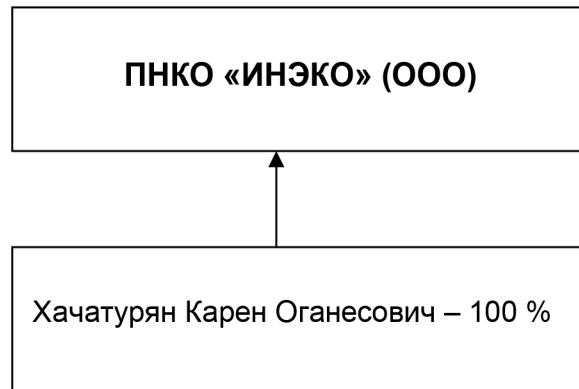 ПНКО «ИНЭКО» (ООО)
Хачатурян Карен Оганесович – 100 %